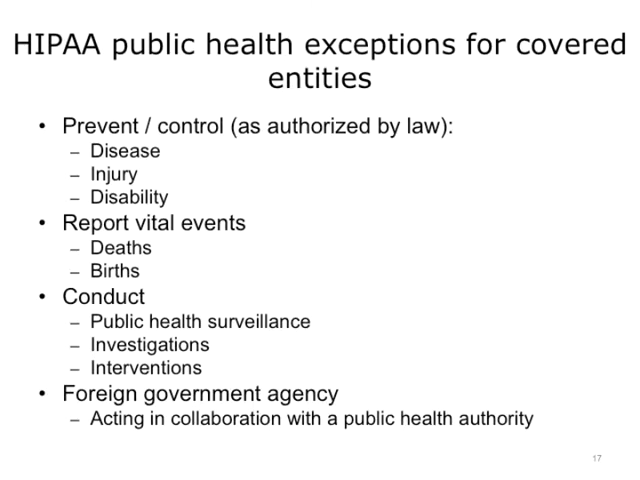 HIPAA public health exceptions for covered
entities
• Prevent / control (as authorized by law):
– Disease
– Injury
– Disability
• Report vital events
– Deaths
– Births
• Conduct
– Public health surveillance
– Investigations
– Interventions
• Foreign government agency
– Acting in collaboration with a public health authority
17